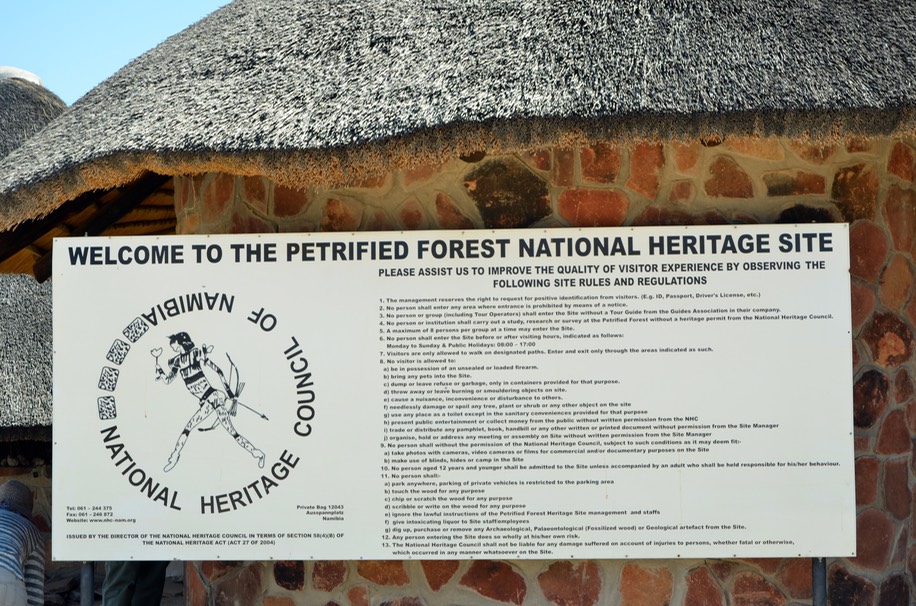 WELCOME TO THE PETRIFIED FOREST NATIONAL HERITAGE SITE
PLEASE ASSIST US TO IMPROVE THE QUALITY OF VISITOR EXPERIENCE BY OBSERVING THE
FOLLOWING SITE RULES AND REGULATIONS
NATIONAL HERITAGE COUNCIL OF NAMIBIA
1. The management reserves the right to request for positive identification from visitors. (E.g. ID, Passport, Driver's License, etc.)
2. No person shall enter any area where entrance is prohibited by means of a notice.
3. No person or group (including Tour Operators) shall enter the Site without a Tour Guide from the Guides Association in their company.
4. No person or institution shall carry out a study, research or survey at the Petrified Forest without a heritage permit from the National Heritage Council.
5. A maximum of 8 persons per group at a time may enter the Site.
6. No person shall enter the Site before or after visiting hours, indicated as follows:
Monday to Sunday & Public Holidays: 08:00 - 17:00
7. Visitors are only allowed to walk on designated paths. Enter and exit only through the areas indicated as such.
8. No visitor is allowed to:
a) be in possession of an unsealed or loaded firearm.
b) bring any pets into the Site.
c) dump or leave refuse or garbage, only in containers provided for that purpose.
d) throw away or leave burning or smouldering objects on site.
e) cause a nuisance, inconvenience or disturbance to others.
f) needlessly damage or spoil any tree, plant or shrub or any other object on the site
g) use any place as a toilet except in the sanitary conveniences provided for that purpose
h) present public entertainment or collect money from the public without written permission from the NHC
i) trade or distribute any pamphlet, book, handbill or any other written or printed document without permission from the Site Manager
j) organise, hold or address any meeting or assembly on Site without written permission from the Site Manager
9. No person shall without the permission of the National Heritage Council, subject to such conditions as it may deem fit:-
a) take photos with cameras, video cameras or films for commercial and/or documentary purposes on the Site
b) make use of blinds, hides or camp in the Site
10. No person aged 12 years and younger shall be admitted to the Site unless accompanied by an adult who shall be held responsible for his/her behaviour.
11. No person shall:-
a) park anywhere, parking of private vehicles is restricted to the parking area
b) touch the wood for any purpose
c) chip or scratch the wood for any purpose
d) scribble or write on the wood for any purpose
e) ignore the lawful instructions of the Petrified Forest Heritage Site management and staffs
f) give intoxicating liquor to Site staff/employees
g) dig up, purchase or remove any Archaeological, Palaeontological (Fossilized wood) or Geological artefact from the Site.
12. Any person entering the Site does so wholly at his/her own risk.
13. The National Heritage Council shall not be liable for any damage suffered on account of injuries to persons, whether fatal or otherwise,
which occurred in any manner whatsoever on the Site.
Tel: 061 - 244 375
Fax: 061 - 246 872
Website: www.nhc-nam.org
Private Bag 12043
Ausspannplatz
Namibia
ISSUED BY THE DIRECTOR OF THE NATIONAL HERITAGE COUNCIL IN TERMS OF SECTION 58(4)(B) OF
THE NATIONAL HERITAGE ACT (ACT 27 OF 2004)